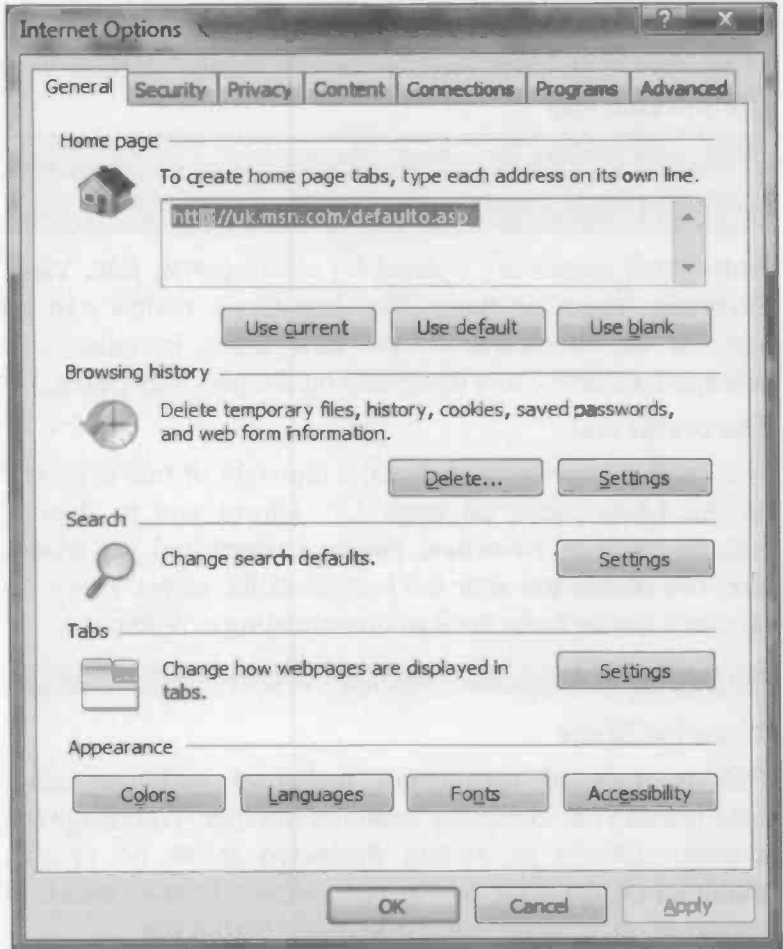 Internet Options
? X
General Security Privacy Content Connections Programs Advanced
Home page
To create home page tabs, type each address on its own line.
http://uk.msn.com/defaulto.asp
Use current Use default Use blank
Browsing history
Delete temporary files, history, cookies, saved passwords,
and web form information.
Delete... Settings
Search
Change search defaults. Settings
Tabs
Change how webpages are displayed in
tabs.
Settings
Appearance
Colors Languages Fonts Accessibility
OK Cancel Apply